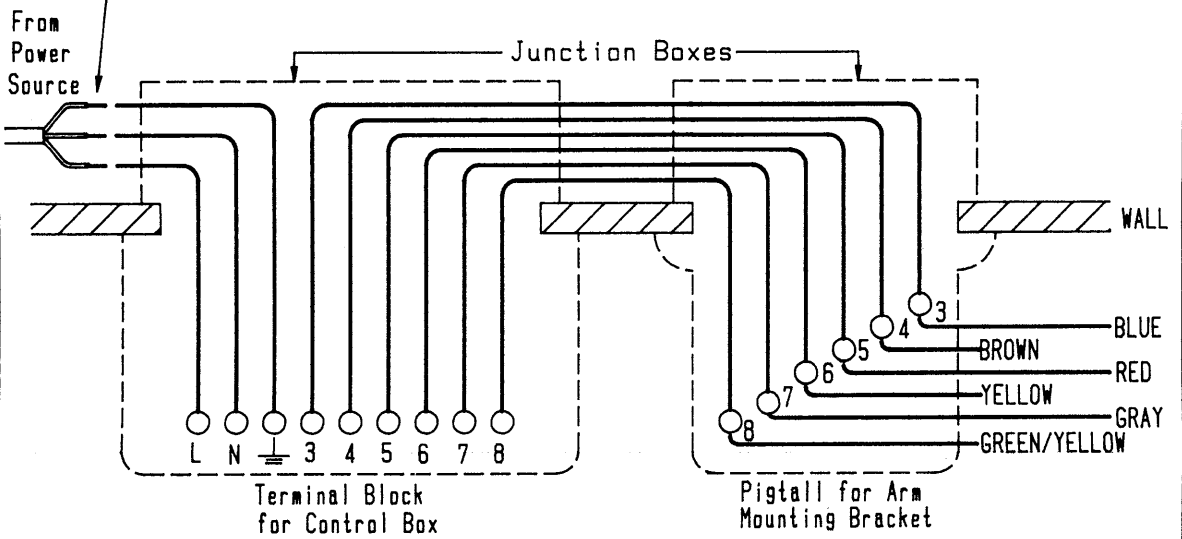 From
Power
Source
Junction Boxes
WALL
3
BLUE
4
BROWN
5
RED
6
YELLOW
7
GRAY
8
GREEN/YELLOW
L N 3 4 5 6 7 8
Terminal Block
for Control Box
Pigtall for Arm
Mounting Bracket